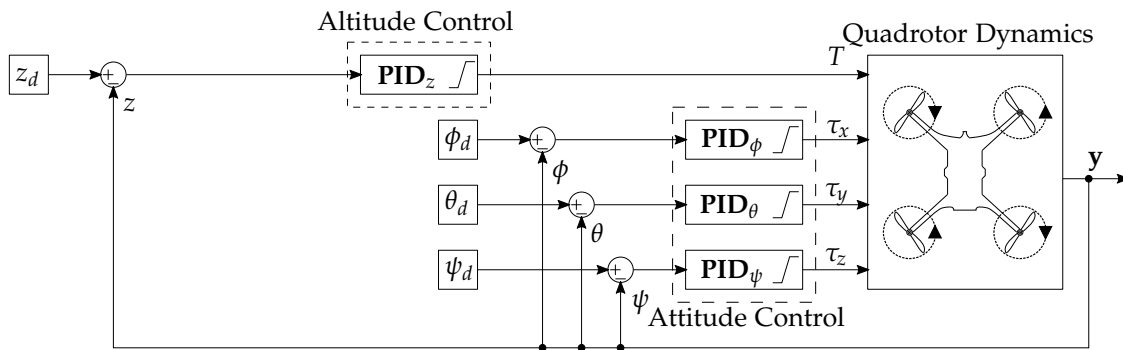 Altitude Control
Quadrotor Dynamics
z_d
+
−
z
PID_z
T
ϕ_d
+
−
ϕ
PID_ϕ
τ_x
y
θ_d
+
−
θ
PID_θ
τ_y
ψ_d
+
−
ψ
PID_ψ
τ_z
Attitude Control